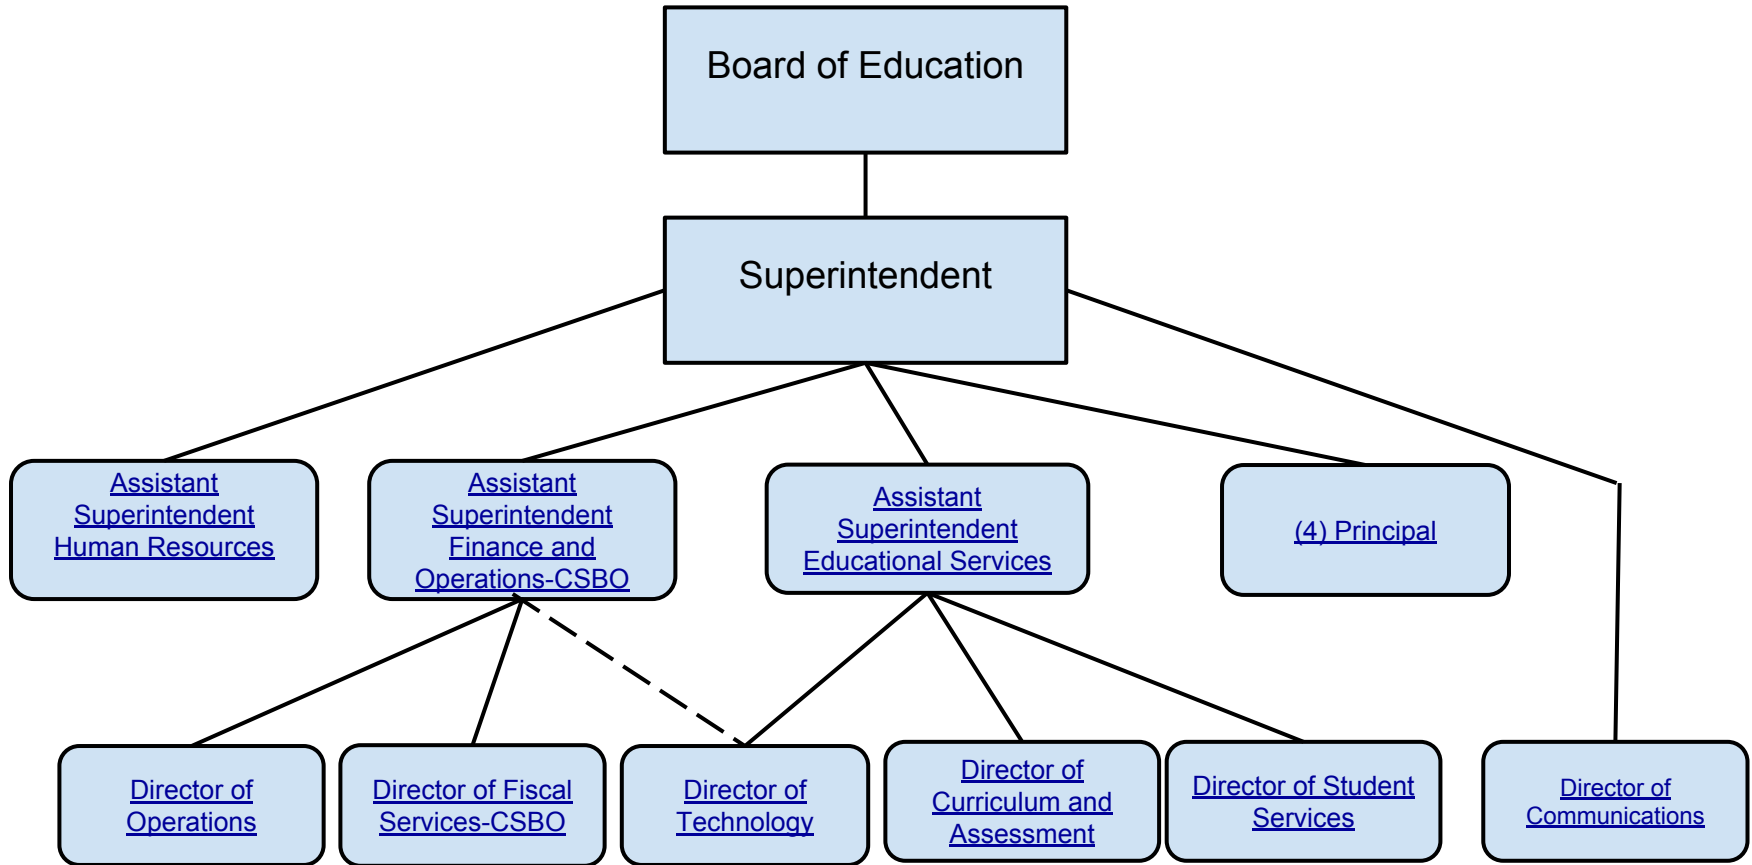 Board of Education
Superintendent
Assistant
Superintendent
Human Resources
Assistant
Superintendent
Finance and
Operations-CSBO
Assistant
Superintendent
Educational Services
(4) Principal
Director of
Operations
Director of Fiscal
Services-CSBO
Director of
Technology
Director of
Curriculum and
Assessment
Director of Student
Services
Director of
Communications